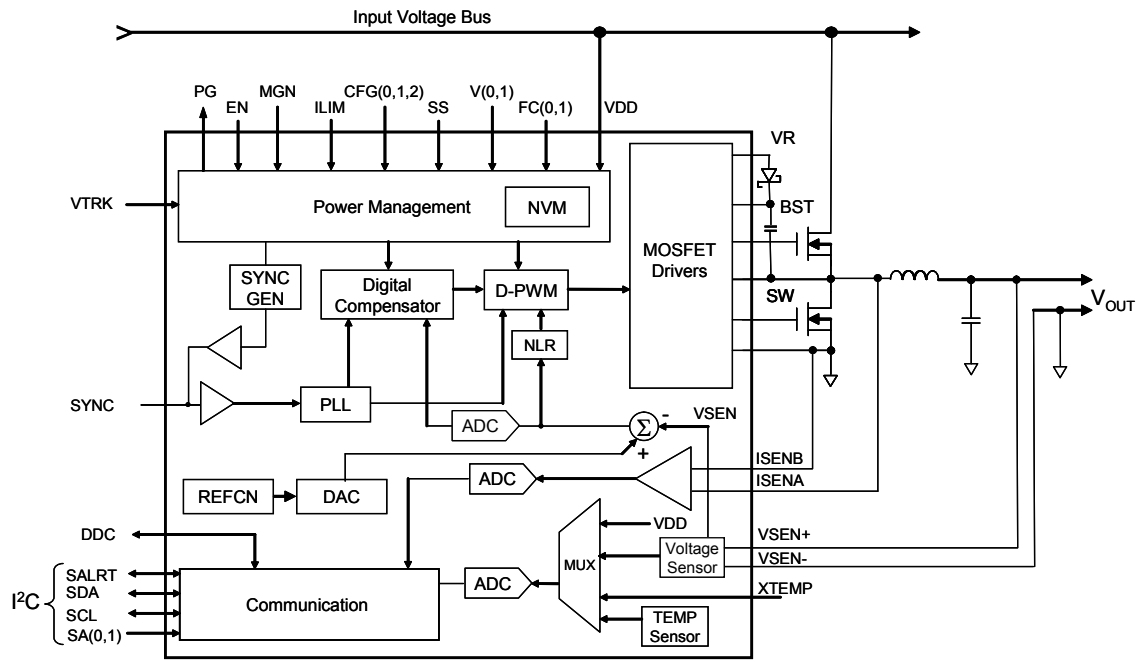 Input Voltage Bus
PG
EN
MGN
ILIM
CFG(0,1,2)
SS
V(0,1)
FC(0,1)
VDD
VR
VTRK
Power Management
NVM
BST
MOSFET
Drivers
SYNC
GEN
Digital
Compensator
D-PWM
SW
VOUT
NLR
SYNC
PLL
ADC
Σ
-
+
VSEN
ISENB
ISENA
REFCN
DAC
ADC
DDC
VDD
MUX
Voltage
Sensor
VSEN+
VSEN-
I²C
SALRT
SDA
SCL
SA(0,1)
Communication
ADC
XTEMP
TEMP
Sensor